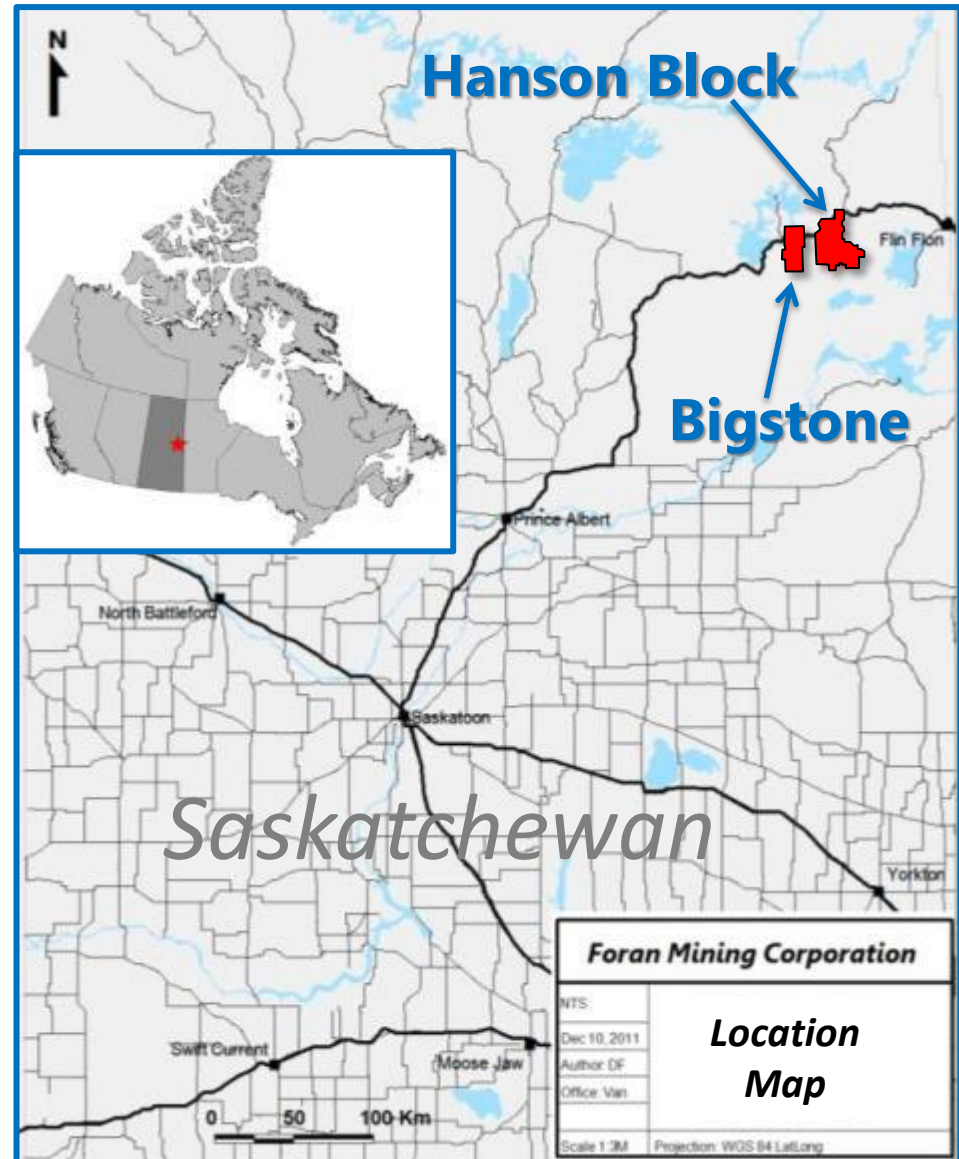 N
Hanson Block
Flin Flon
Bigstone
Prince Albert
North Battleford
Saskatoon
Saskatchewan
Yorkton
Foran Mining Corporation
NTS:
Dec 10, 2011
Author: DF
Office: Van
Location
Map
Swift Current
Moose Jaw
0 50 100 Km
Scale 1:3M
Projection: WGS 84 LatLong